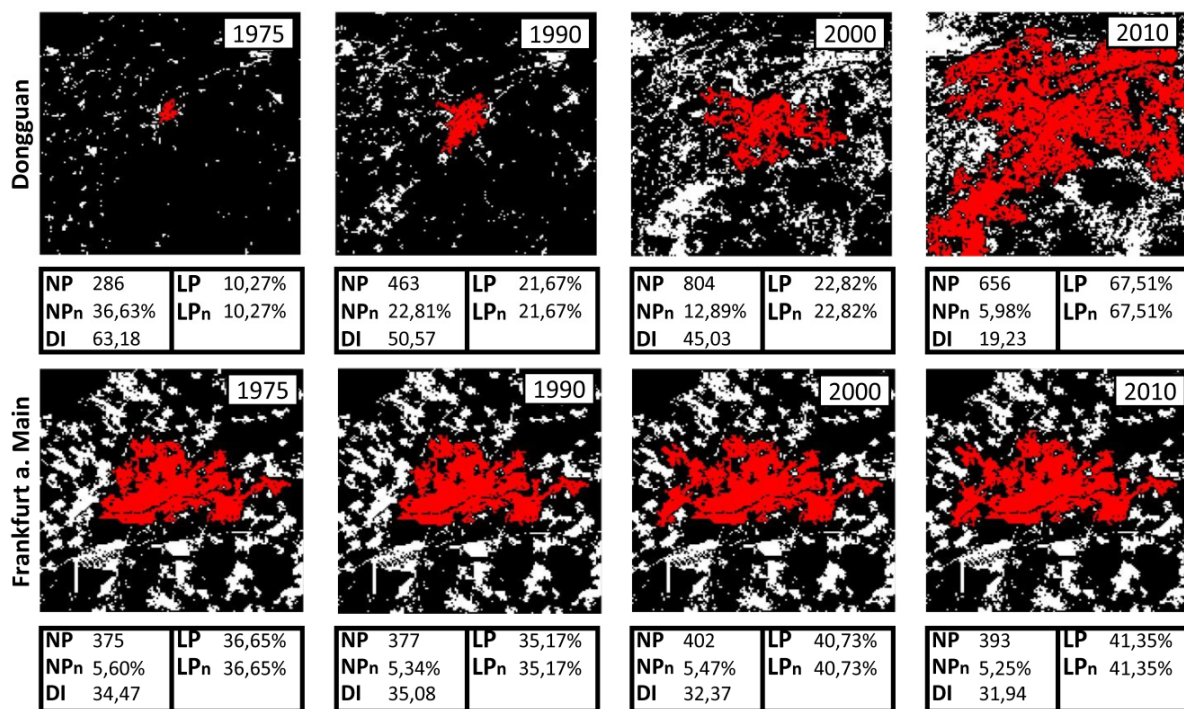 Dongguan
1975
1990
2000
2010
NP 286 LP 10,27%
NPn 36,63% LPn 10,27%
DI 63,18
NP 463 LP 21,67%
NPn 22,81% LPn 21,67%
DI 50,57
NP 804 LP 22,82%
NPn 12,89% LPn 22,82%
DI 45,03
NP 656 LP 67,51%
NPn 5,98% LPn 67,51%
DI 19,23
Frankfurt a. Main
1975
1990
2000
2010
NP 375 LP 36,65%
NPn 5,60% LPn 36,65%
DI 34,47
NP 377 LP 35,17%
NPn 5,34% LPn 35,17%
DI 35,08
NP 402 LP 40,73%
NPn 5,47% LPn 40,73%
DI 32,37
NP 393 LP 41,35%
NPn 5,25% LPn 41,35%
DI 31,94